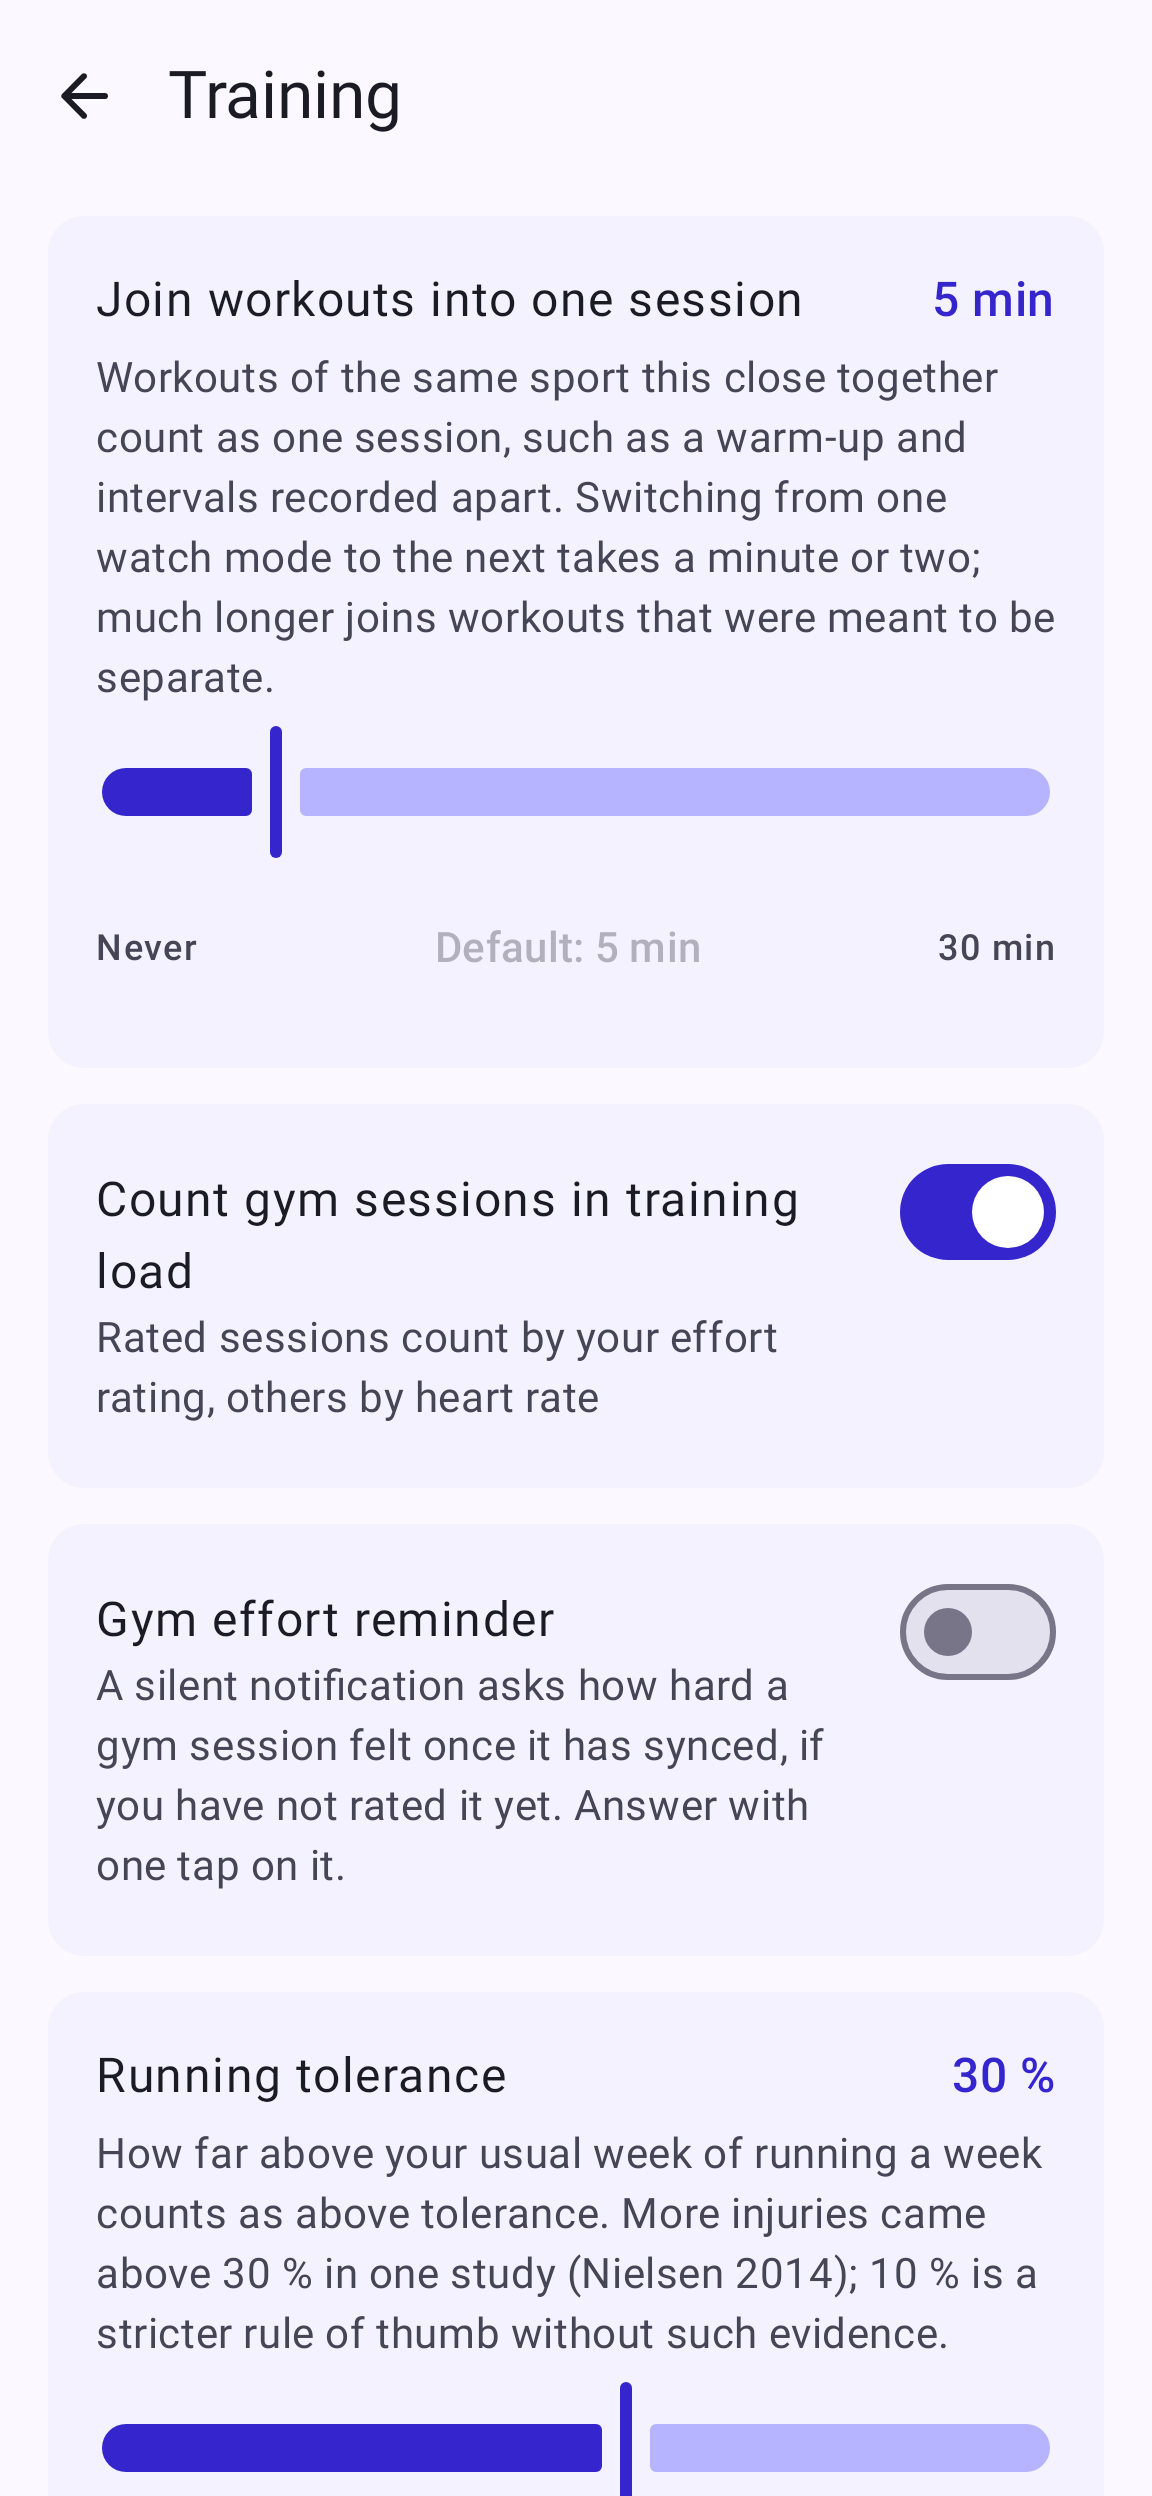 Training
Join workouts into one session
5 min
Workouts of the same sport this close together
count as one session, such as a warm-up and
intervals recorded apart. Switching from one
watch mode to the next takes a minute or two;
much longer joins workouts that were meant to be
separate.
Never
Default: 5 min
30 min
Count gym sessions in training
load
Rated sessions count by your effort
rating, others by heart rate
Gym effort reminder
A silent notification asks how hard a
gym session felt once it has synced, if
you have not rated it yet. Answer with
one tap on it.
Running tolerance
30 %
How far above your usual week of running a week
counts as above tolerance. More injuries came
above 30 % in one study (Nielsen 2014); 10 % is a
stricter rule of thumb without such evidence.